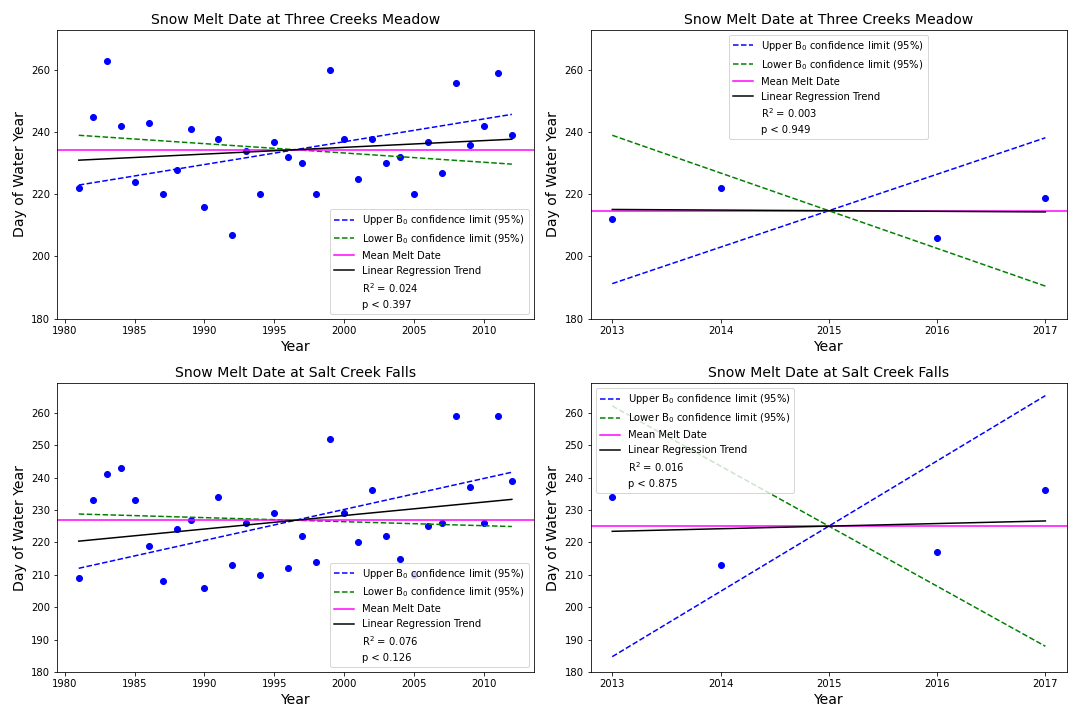 Snow Melt Date at Three Creeks Meadow
Day of Water Year
260
240
220
200
180
Upper B₀ confidence limit (95%)
Lower B₀ confidence limit (95%)
Mean Melt Date
Linear Regression Trend
R² = 0.024
p < 0.397
1980 1985 1990 1995 2000 2005 2010
Year
Snow Melt Date at Three Creeks Meadow
Day of Water Year
260
240
220
200
180
Upper B₀ confidence limit (95%)
Lower B₀ confidence limit (95%)
Mean Melt Date
Linear Regression Trend
R² = 0.003
p < 0.949
2013 2014 2015 2016 2017
Year
Snow Melt Date at Salt Creek Falls
Day of Water Year
260
250
240
230
220
210
200
190
180
Upper B₀ confidence limit (95%)
Lower B₀ confidence limit (95%)
Mean Melt Date
Linear Regression Trend
R² = 0.076
p < 0.126
1980 1985 1990 1995 2000 2005 2010
Year
Snow Melt Date at Salt Creek Falls
Day of Water Year
260
250
240
230
220
210
200
190
180
Upper B₀ confidence limit (95%)
Lower B₀ confidence limit (95%)
Mean Melt Date
Linear Regression Trend
R² = 0.016
p < 0.875
2013 2014 2015 2016 2017
Year